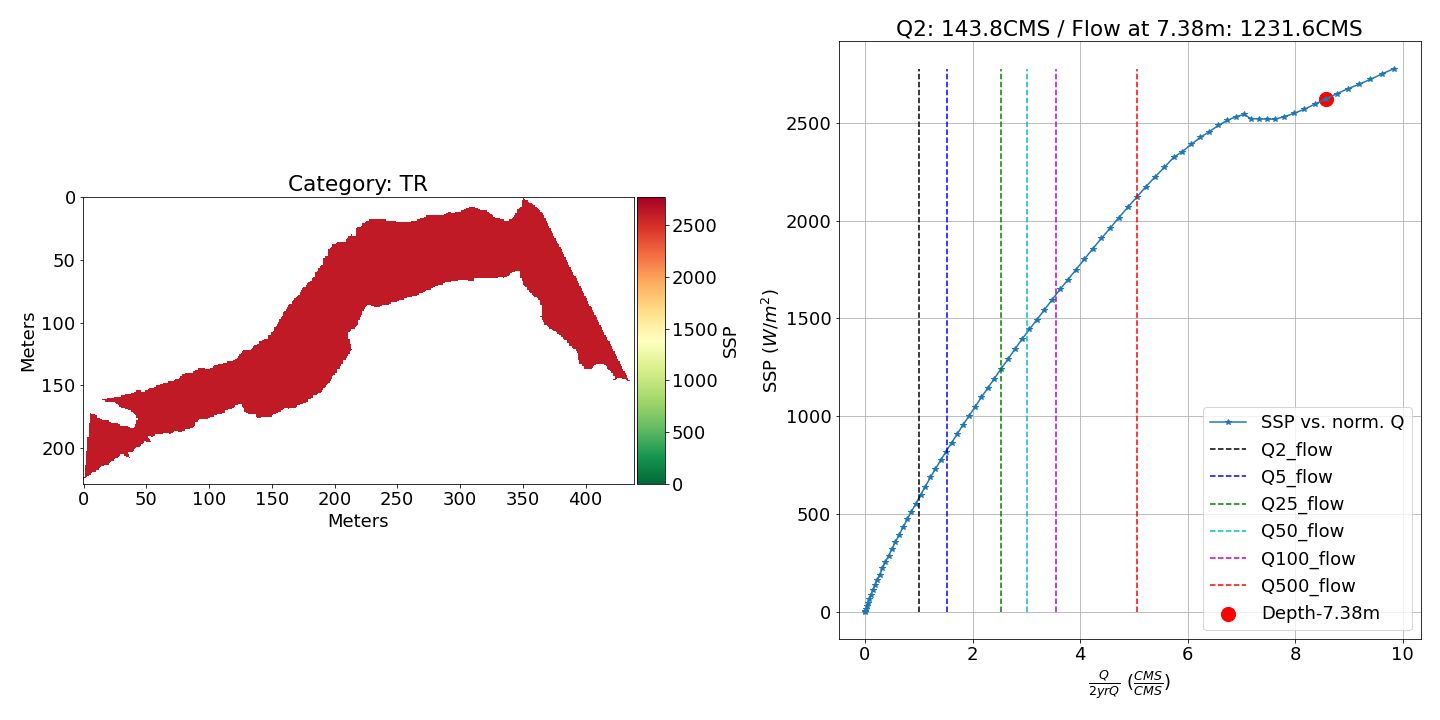 Category: TR
0
50
100
150
200
Meters
0 50 100 150 200 250 300 350 400
Meters
2500
2000
1500
1000
500
0
SSP
Q2: 143.8CMS / Flow at 7.38m: 1231.6CMS
2500
2000
1500
1000
500
0
SSP (W/m²)
SSP vs. norm. Q
Q2_flow
Q5_flow
Q25_flow
Q50_flow
Q100_flow
Q500_flow
Depth-7.38m
0 2 4 6 8 10
Q/2yrQ (CMS/CMS)